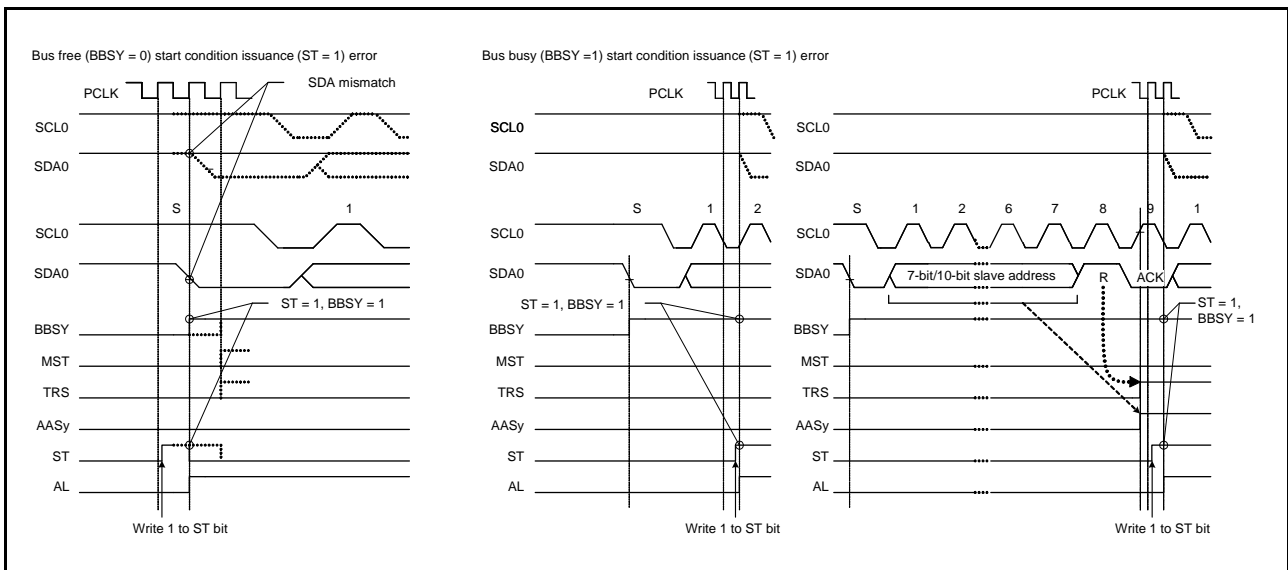 Bus free (BBSY = 0) start condition issuance (ST = 1) error
SDA mismatch
PCLK
SCL0
SDA0
S 1
SCL0
SDA0
ST = 1, BBSY = 1
BBSY
MST
TRS
AASy
ST
AL
Write 1 to ST bit
Bus busy (BBSY =1) start condition issuance (ST = 1) error
PCLK
SCL0
SDA0
S 1 2
SCL0
SDA0
ST = 1, BBSY = 1
BBSY
MST
TRS
AASy
ST
AL
Write 1 to ST bit
PCLK
SCL0
SDA0
S 1 2 6 7 8 9 1
SCL0
SDA0
7-bit/10-bit slave address R ACK
ST = 1,
BBSY = 1
BBSY
MST
TRS
AASy
ST
AL
Write 1 to ST bit